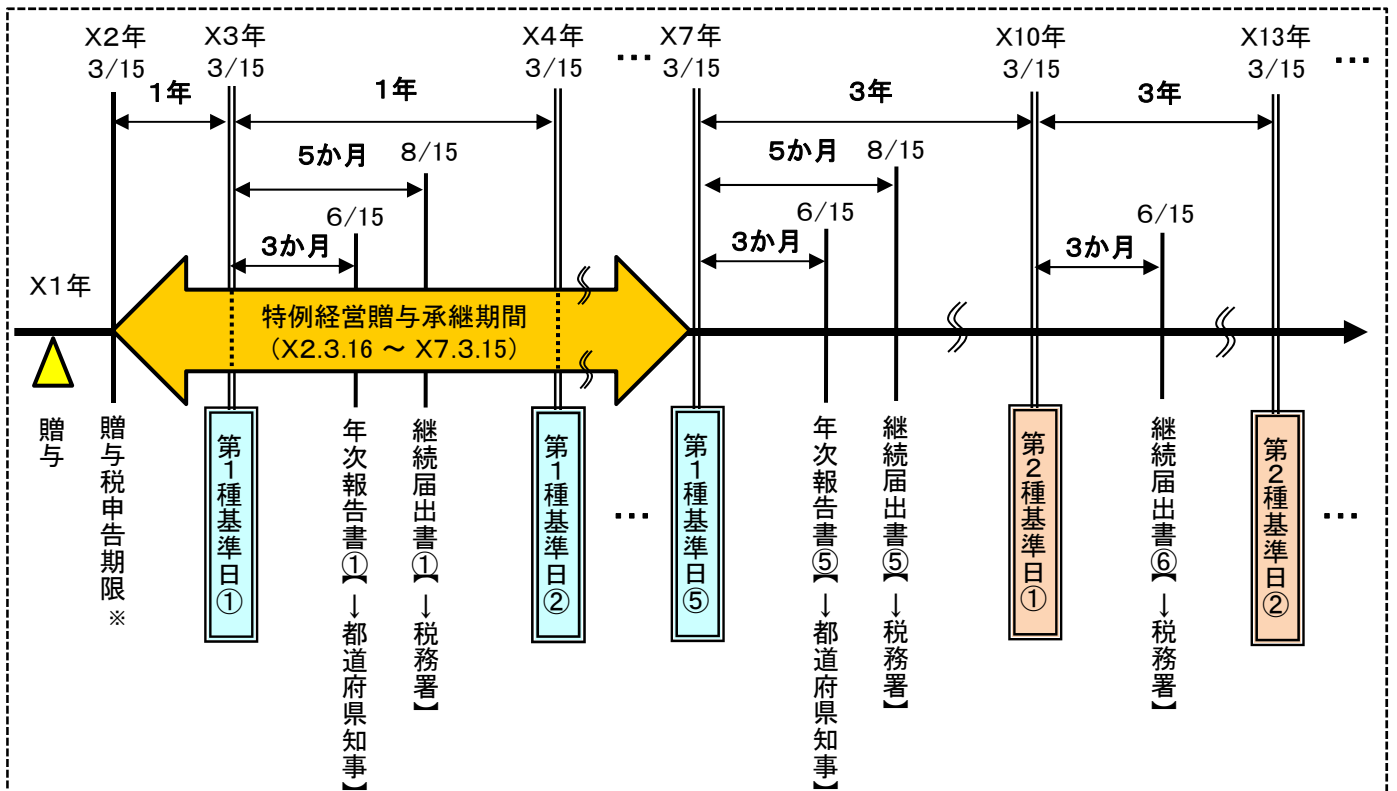 X2年
3/15
X3年
3/15
X4年
3/15
…
X7年
3/15
X10年
3/15
X13年
3/15
…
1年
1年
3年
3年
5か月
8/15
5か月
8/15
6/15
6/15
6/15
3か月
3か月
3か月
X1年
特例経営贈与承継期間
(X2.3.16 ～ X7.3.15)
贈与
贈与税申告期限※
第1種基準日①
年次報告書①【→都道府県知事】
継続届出書①【→税務署】
第1種基準日②
…
第1種基準日⑤
年次報告書⑤【→都道府県知事】
継続届出書⑤【→税務署】
第2種基準日①
継続届出書⑥【→税務署】
第2種基準日②
…